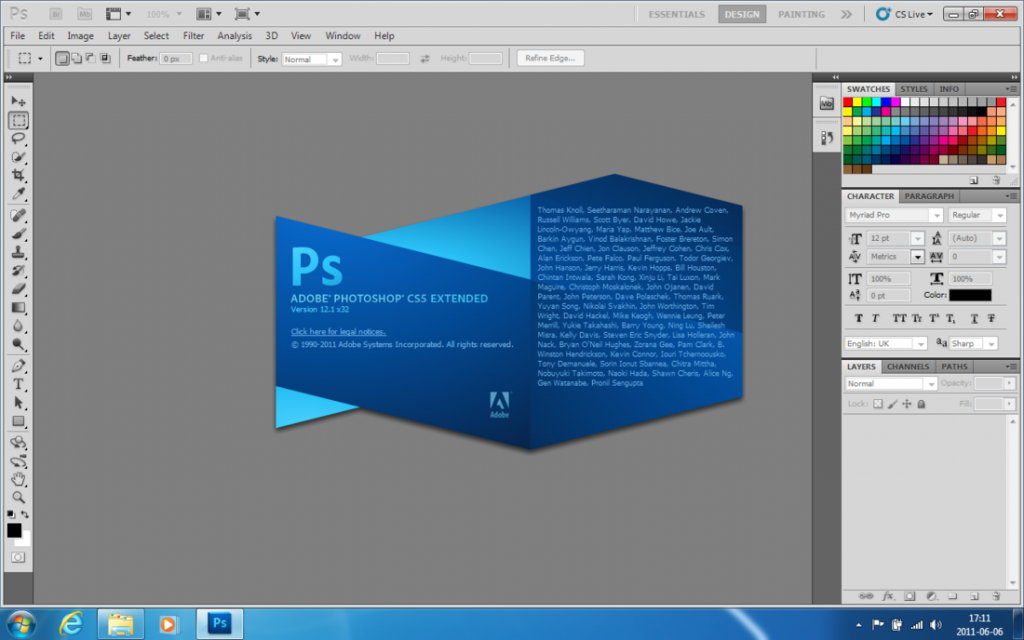 Ps Br Mb 100% ESSENTIALS DESIGN PAINTING CS Live
File Edit Image Layer Select Filter Analysis 3D View Window Help
Feather: 0 px Anti-alias Style: Normal Width: Height: Refine Edge...
SWATCHES STYLES INFO
Mb
CHARACTER PARAGRAPH
Myriad Pro Regular
12 pt (Auto)
Metrics 0
100% 100%
0 pt Color:
T T TT Tr T¹ T₁ T T
English: UK aa Sharp
LAYERS CHANNELS PATHS
Normal Opacity:
Lock: Fill:
Ps
ADOBE® PHOTOSHOP® CS5 EXTENDED
Version 12.1 x32
Click here for legal notices.
© 1990-2011 Adobe Systems Incorporated. All rights reserved.
Adobe
Thomas Knoll, Seetharaman Narayanan, Andrew Coven,
Russell Williams, Scott Byer, David Howe, Jackie
Lincoln-Owyang, Maria Yap, Matthew Bice, Joe Ault,
Barkin Aygun, Vinod Balakrishnan, Foster Brereton, Simon
Chen, Jeff Chien, Jon Clauson, Jeffrey Cohen, Chris Cox,
Alan Erickson, Pete Falco, Paul Ferguson, Todor Georgiev,
John Hanson, Jerry Harris, Kevin Hopps, Bill Houston,
Chintan Intwala, Sarah Kong, Xinju Li, Tai Luxon, Mark
Maguire, Christoph Moskalonek, John Ojanen, David
Parent, John Peterson, Dave Polaschek, Thomas Ruark,
Yuyan Song, Nikolai Svakhin, John Worthington, Tim
Wright, David Hackel, Mike Keogh, Wennie Leung, Peter
Merrill, Yukie Takahashi, Barry Young, Ning Lu, Shailesh
Misra, Kelly Davis, Steven Eric Snyder, Lisa Holleran, John
Nack, Bryan O'Neil Hughes, Zorana Gee, Pam Clark, B.
Winston Hendrickson, Kevin Connor, Iouri Tchernoousko,
Tony Demanuele, Sorin Ionut Sbarnea, Chitra Mittha,
Nobuyuki Takimoto, Naoki Hada, Shawn Cheris, Alice Ng,
Gen Watanabe, Pronil Sengupta
Ps
17:11
2011-06-06